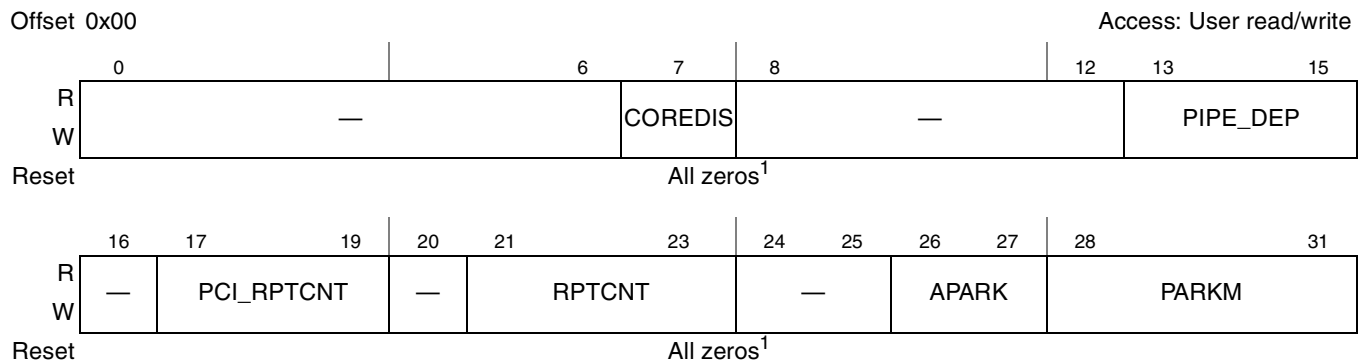 Offset 0x00 Access: User read/write
0 6 7 8 12 13 15
R
W
— COREDIS — PIPE_DEP
Reset All zeros1
16 17 19 20 21 23 24 25 26 27 28 31
R
W
— PCI_RPTCNT — RPTCNT — APARK PARKM
Reset All zeros1